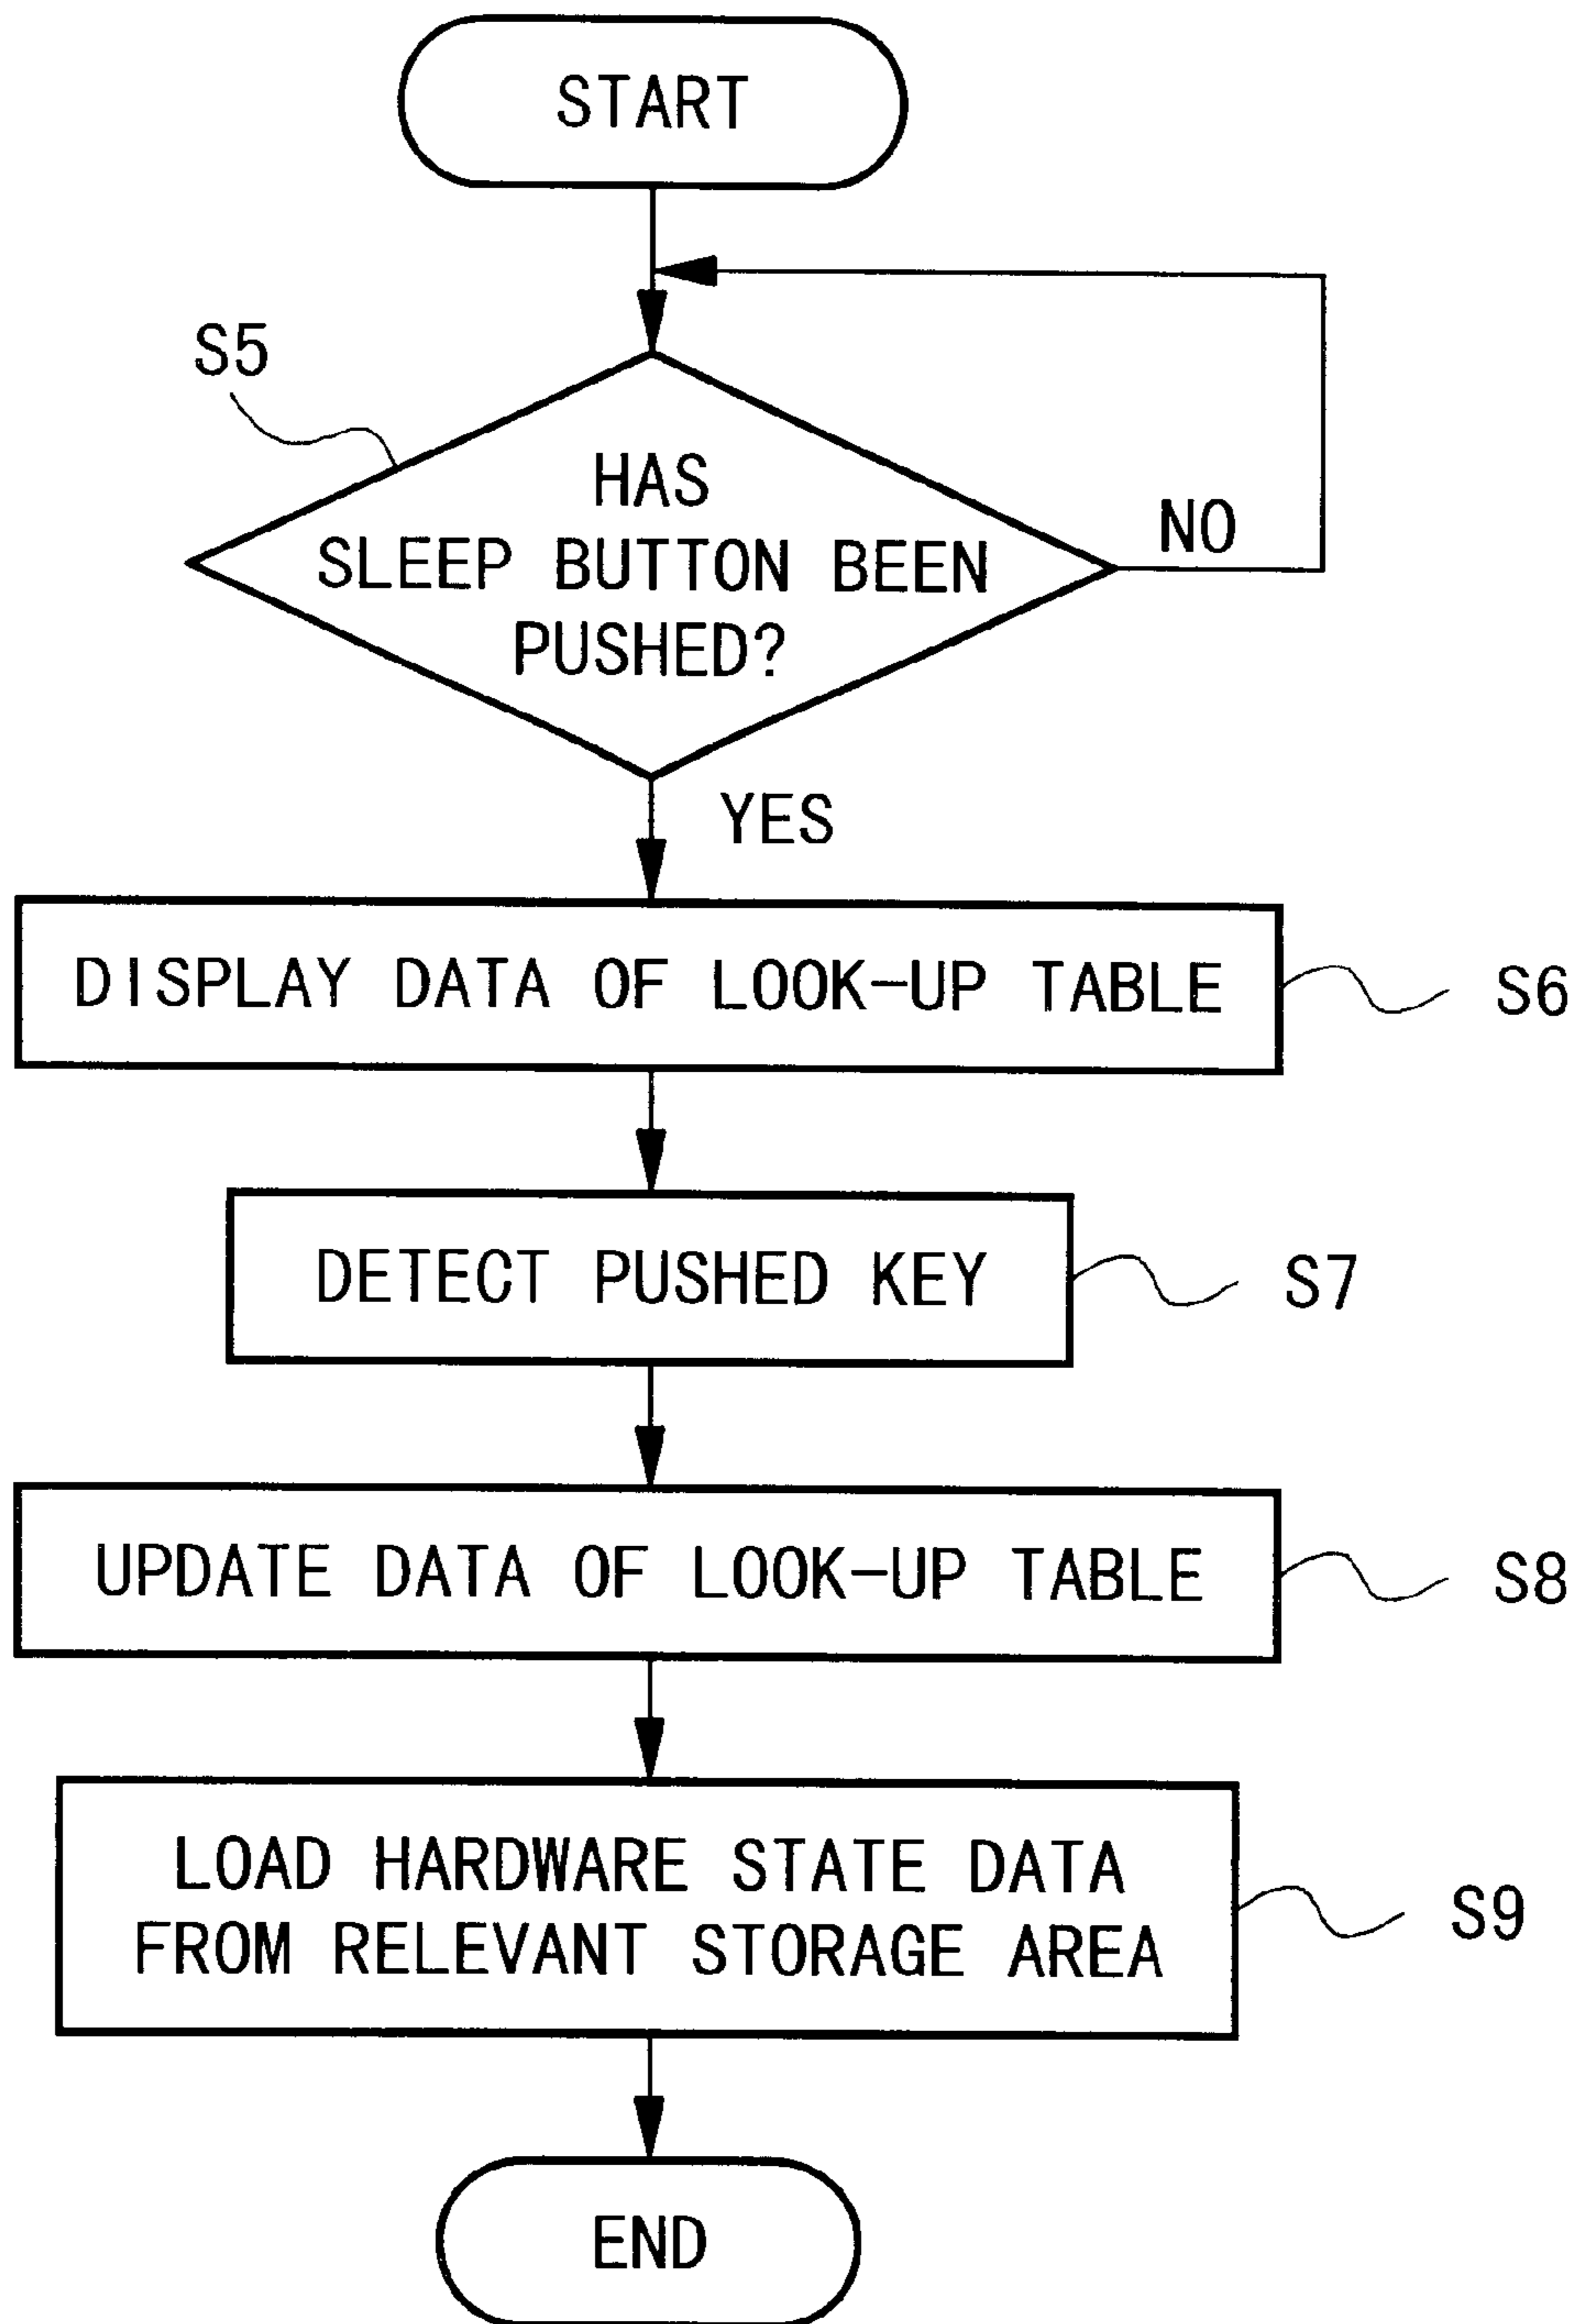 START
S5
HAS
SLEEP BUTTON BEEN
PUSHED?
NO
YES
DISPLAY DATA OF LOOK-UP TABLE
S6
DETECT PUSHED KEY
S7
UPDATE DATA OF LOOK-UP TABLE
S8
LOAD HARDWARE STATE DATA
FROM RELEVANT STORAGE AREA
S9
END